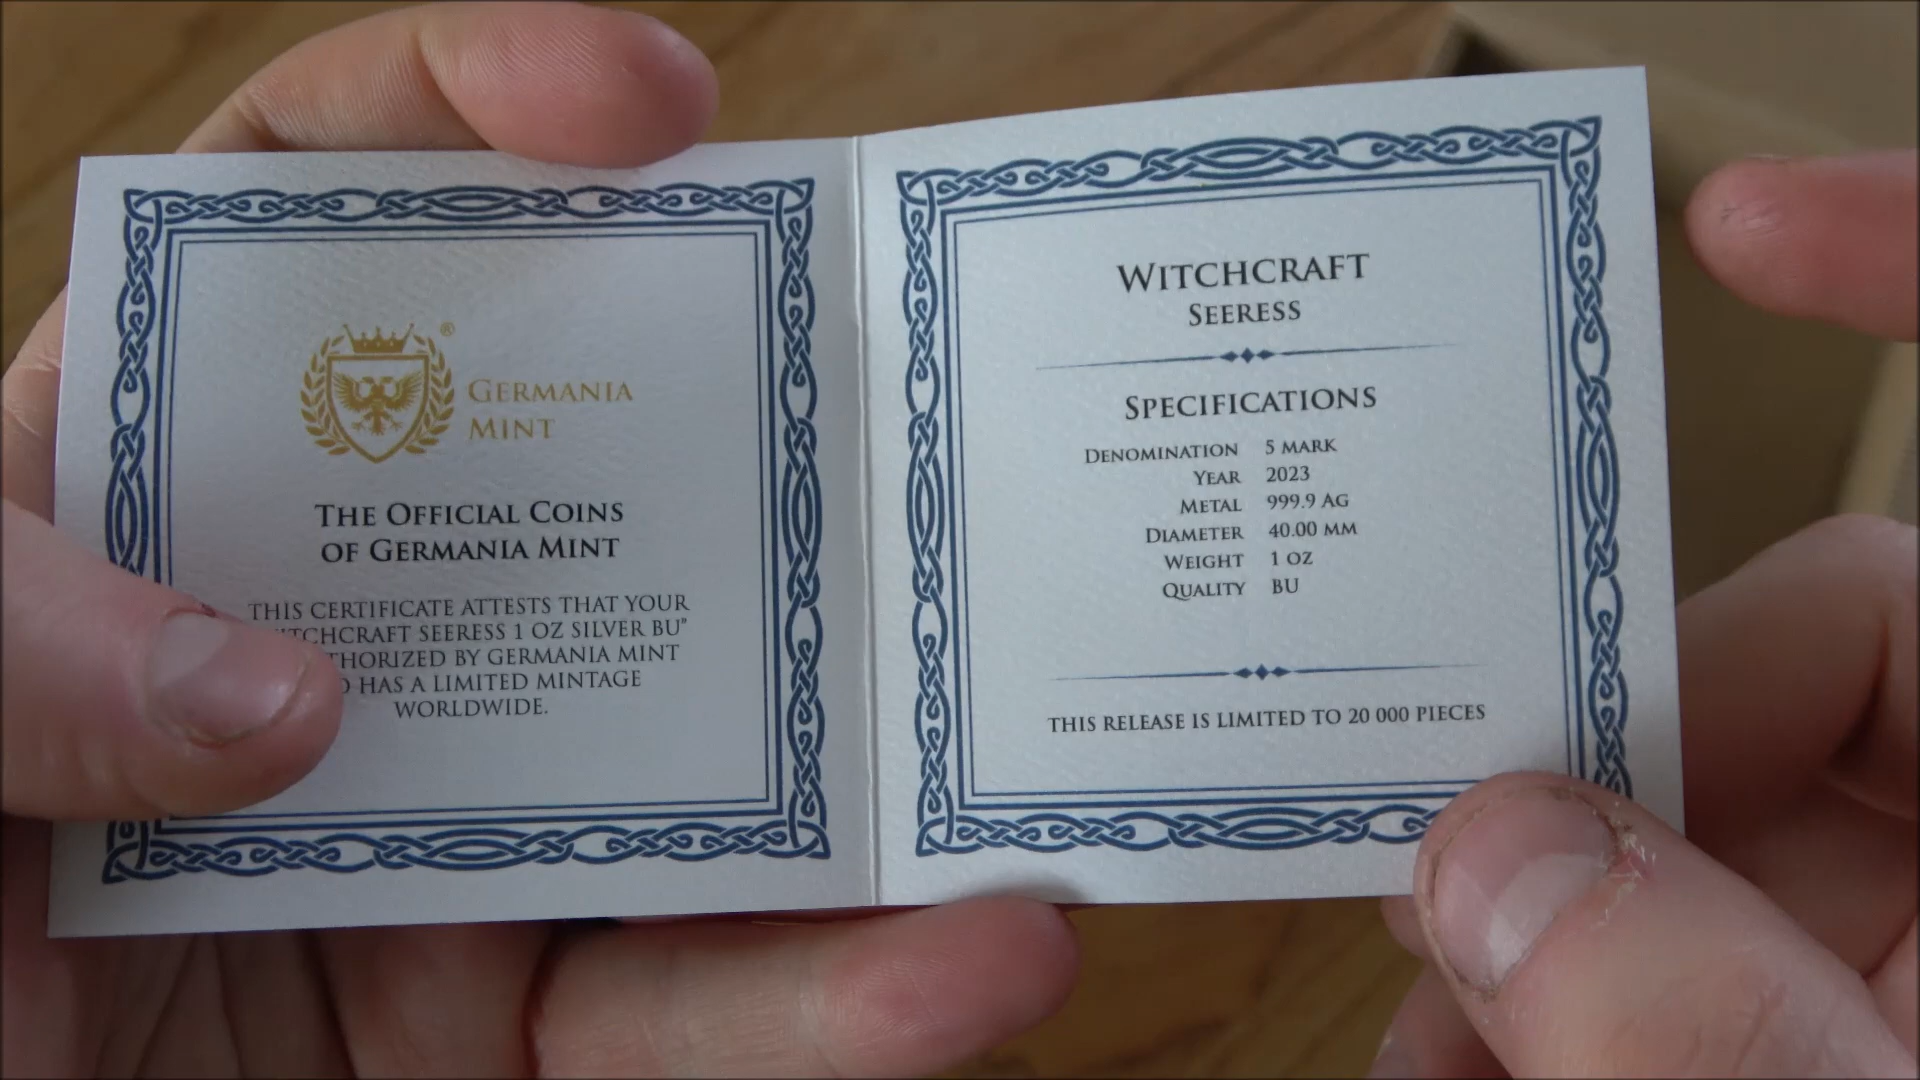 ®
GERMANIA
MINT
THE OFFICIAL COINS
OF GERMANIA MINT
THIS CERTIFICATE ATTESTS THAT YOUR
SEERESS 1 OZ SILVER BU"
BY GERMANIA MINT
HAS A LIMITED MINTAGE
WORLDWIDE.
WITCHCRAFT
SEERESS
SPECIFICATIONS
DENOMINATION 5 MARK
YEAR 2023
METAL 999.9 AG
DIAMETER 40.00 MM
WEIGHT 1 OZ
QUALITY BU
THIS RELEASE IS LIMITED TO 20 000 PIECES